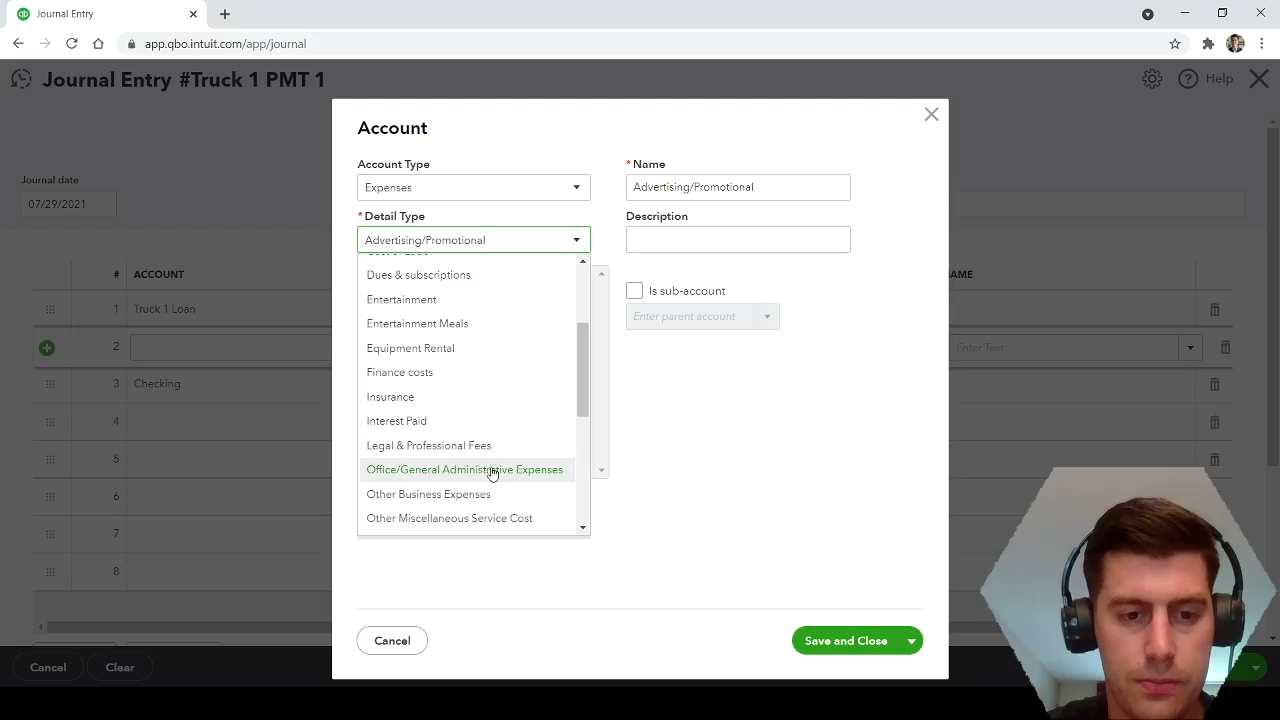 Journal Entry
app.qbo.intuit.com/app/journal
Journal Entry #Truck 1 PMT 1
Help
Journal date
07/29/2021
# ACCOUNT
1 Truck 1 Loan
2 Enter Text
3 Checking
4
5
6
7
8
Cancel Clear
Account
Account Type
Expenses
* Detail Type
Advertising/Promotional
Dues & subscriptions
Entertainment
Entertainment Meals
Equipment Rental
Finance costs
Insurance
Interest Paid
Legal & Professional Fees
Office/General Administrative Expenses
Other Business Expenses
Other Miscellaneous Service Cost
* Name
Advertising/Promotional
Description
Is sub-account
Enter parent account
Cancel
Save and Close